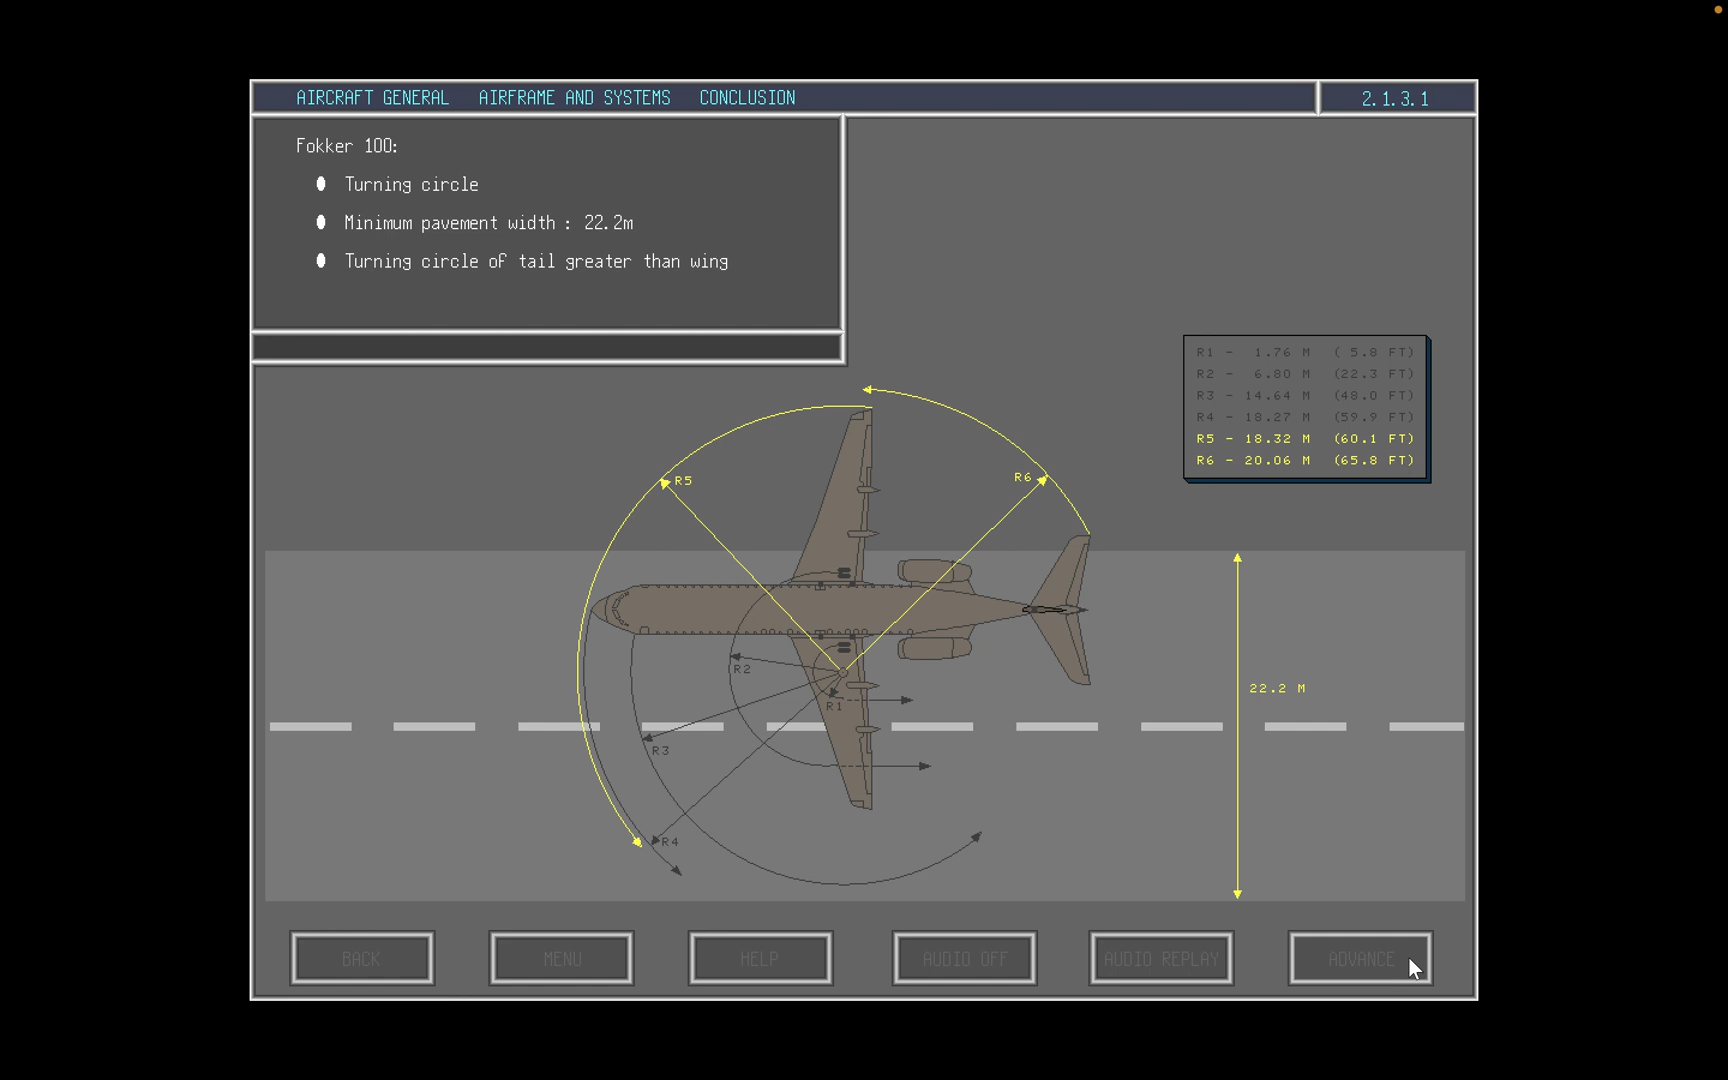 AIRCRAFT GENERAL AIRFRAME AND SYSTEMS CONCLUSION 2.1.3.1
Fokker 100:
Turning circle
Minimum pavement width : 22.2m
Turning circle of tail greater than wing
R1 - 1.76 M ( 5.8 FT)
R2 - 6.80 M (22.3 FT)
R3 - 14.64 M (48.0 FT)
R4 - 18.27 M (59.9 FT)
R5 - 18.32 M (60.1 FT)
R6 - 20.06 M (65.8 FT)
R5
R6
R2
22.2 M
R1
R3
R4
BACK MENU HELP AUDIO OFF AUDIO REPLAY ADVANCE